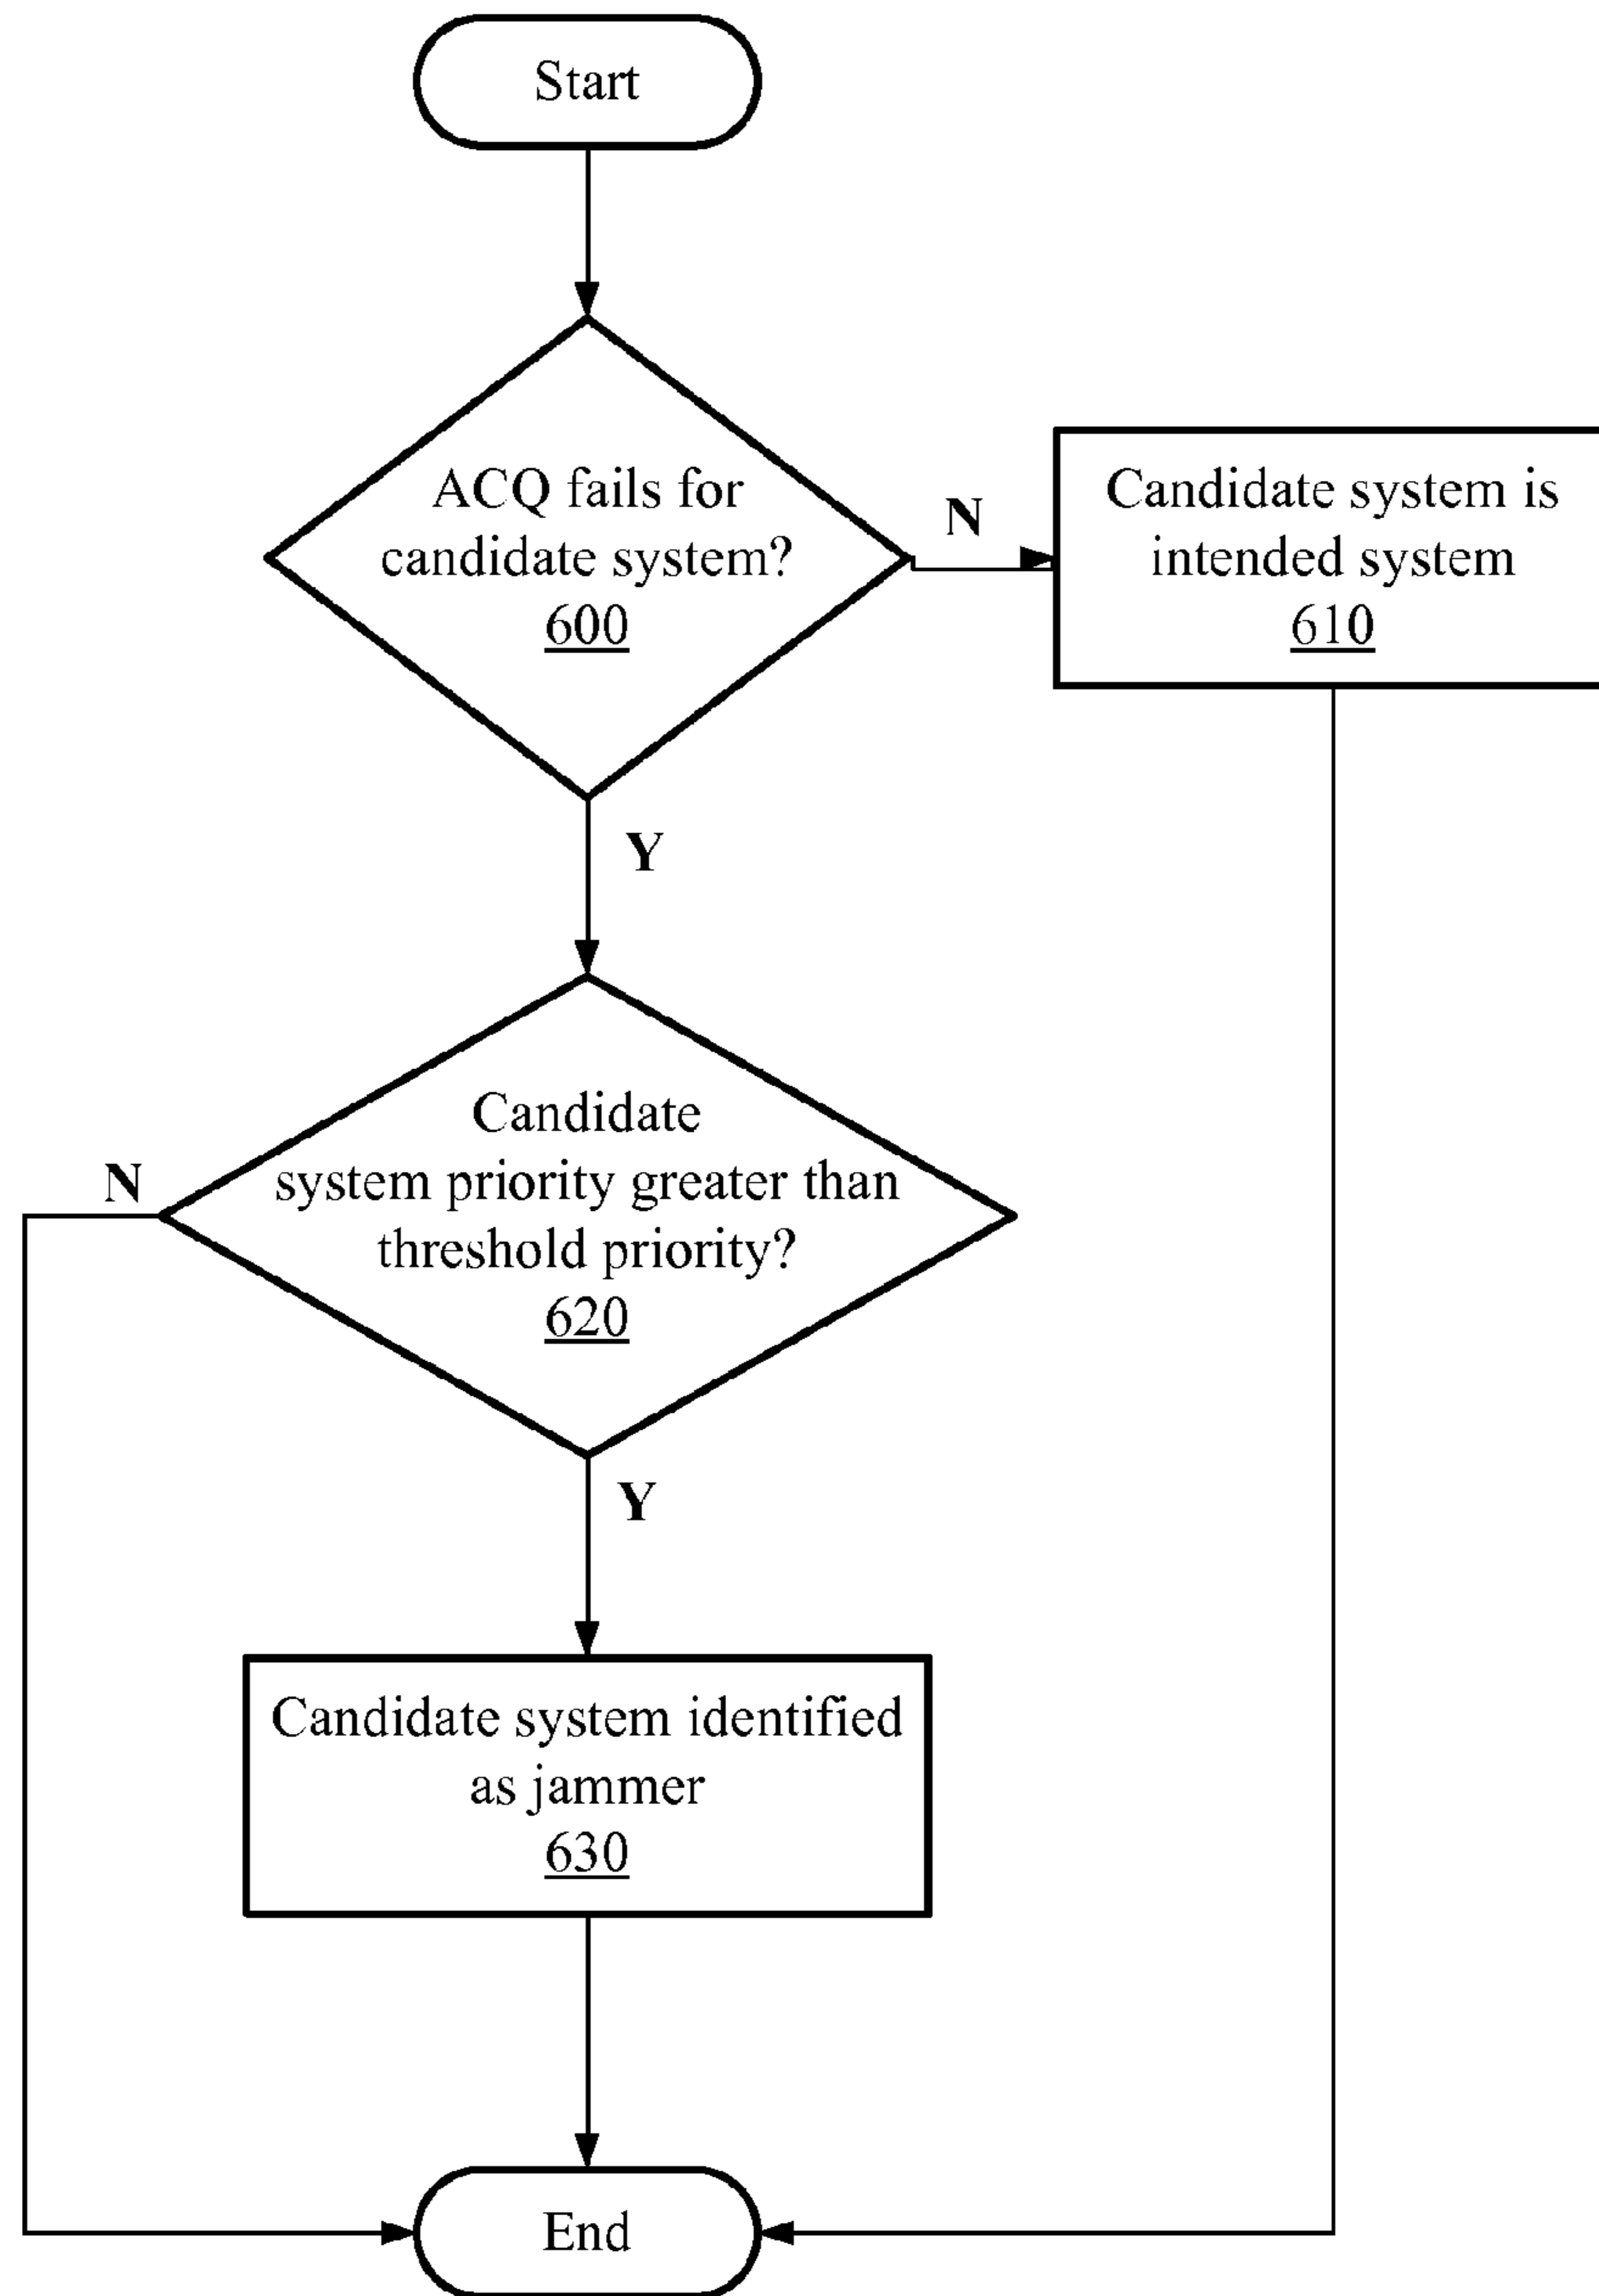 Start
ACQ fails for
candidate system?
600
N
Candidate system is
intended system
610
Y
Candidate
system priority greater than
threshold priority?
620
N
Y
Candidate system identified
as jammer
630
End